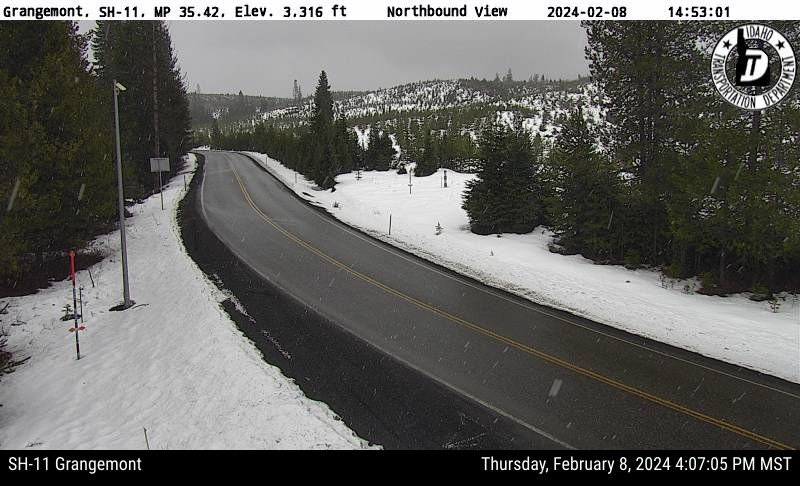 Grangemont, SH-11, MP 35.42, Elev. 3,316 ft Northbound View 2024-02-08 14:53:01
IDAHO
TRANSPORTATION DEPARTMENT
SH-11 Grangemont Thursday, February 8, 2024 4:07:05 PM MST